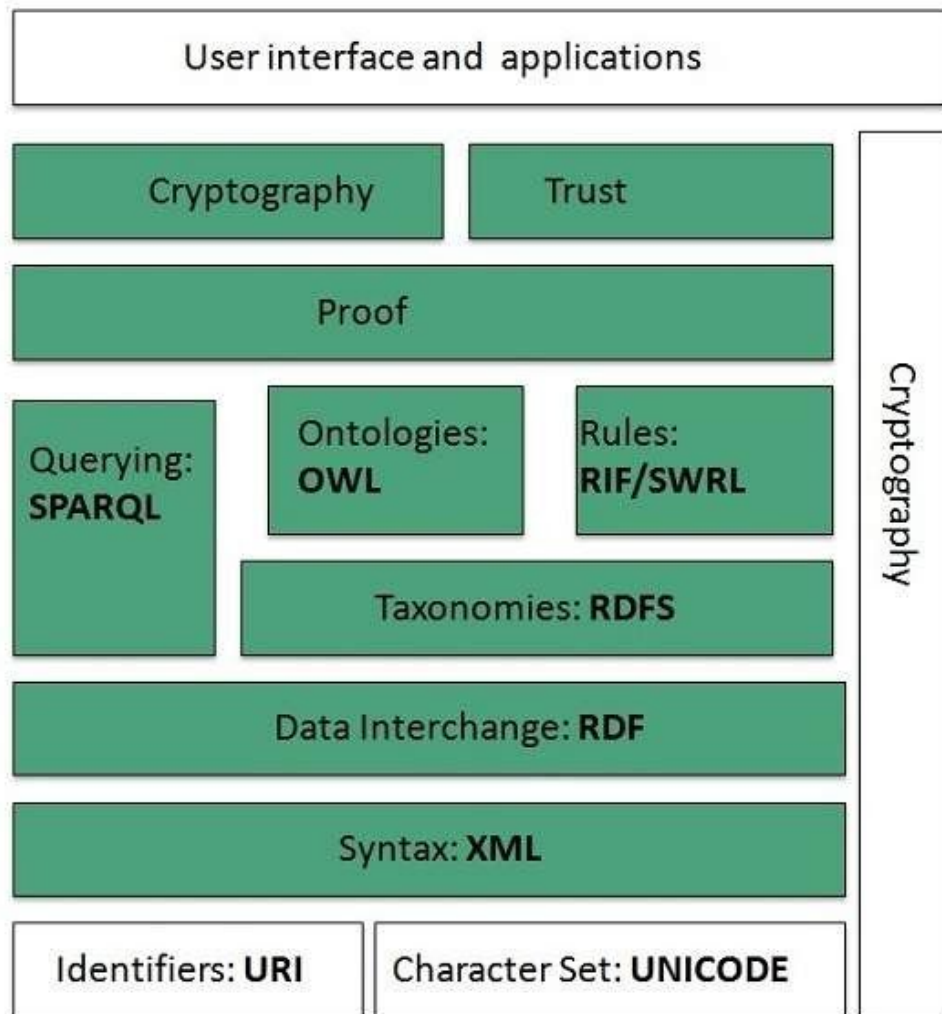 User interface and applications
Cryptography
Trust
Proof
Querying:
SPARQL
Ontologies:
OWL
Rules:
RIF/SWRL
Taxonomies: RDFS
Data Interchange: RDF
Syntax: XML
Identifiers: URI
Character Set: UNICODE
Cryptography